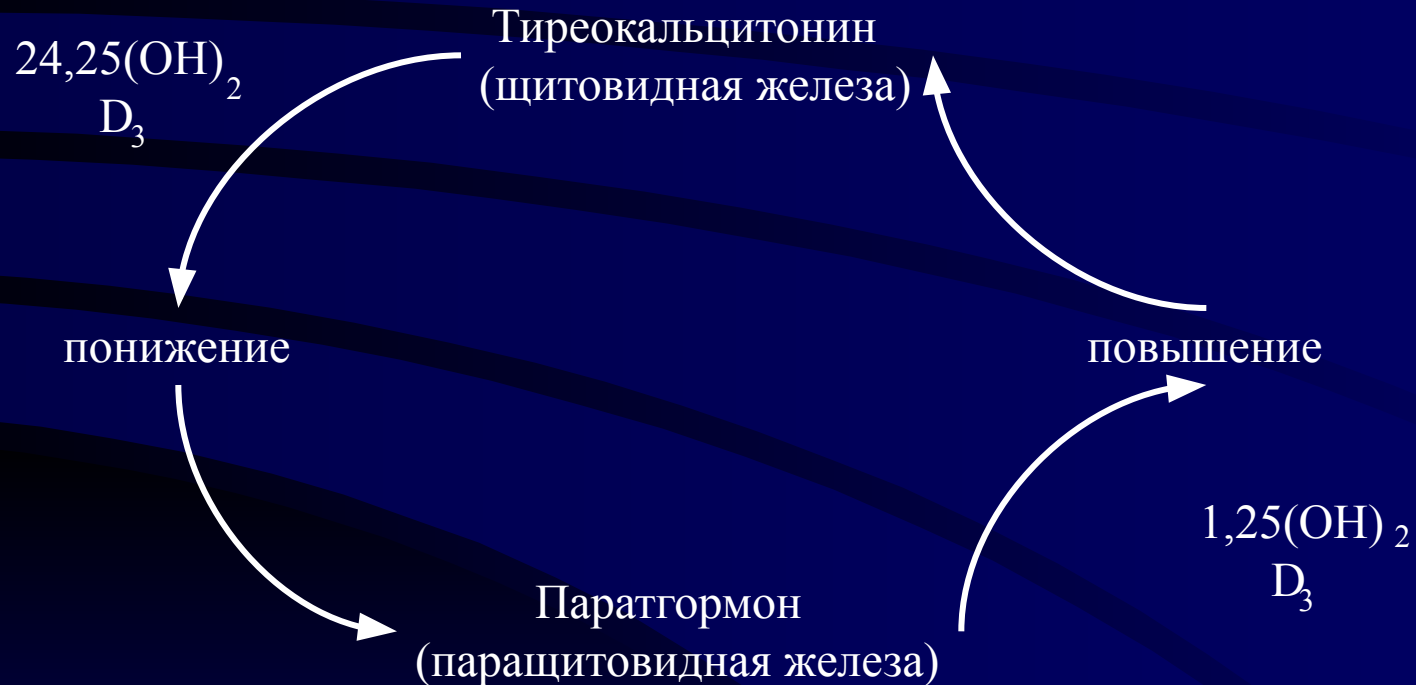 Тиреокальцитонин
(щитовидная железа)
24,25(OH)₂
D₃
понижение
повышение
1,25(OH) ₂
D₃
Паратгормон
(паращитовидная железа)